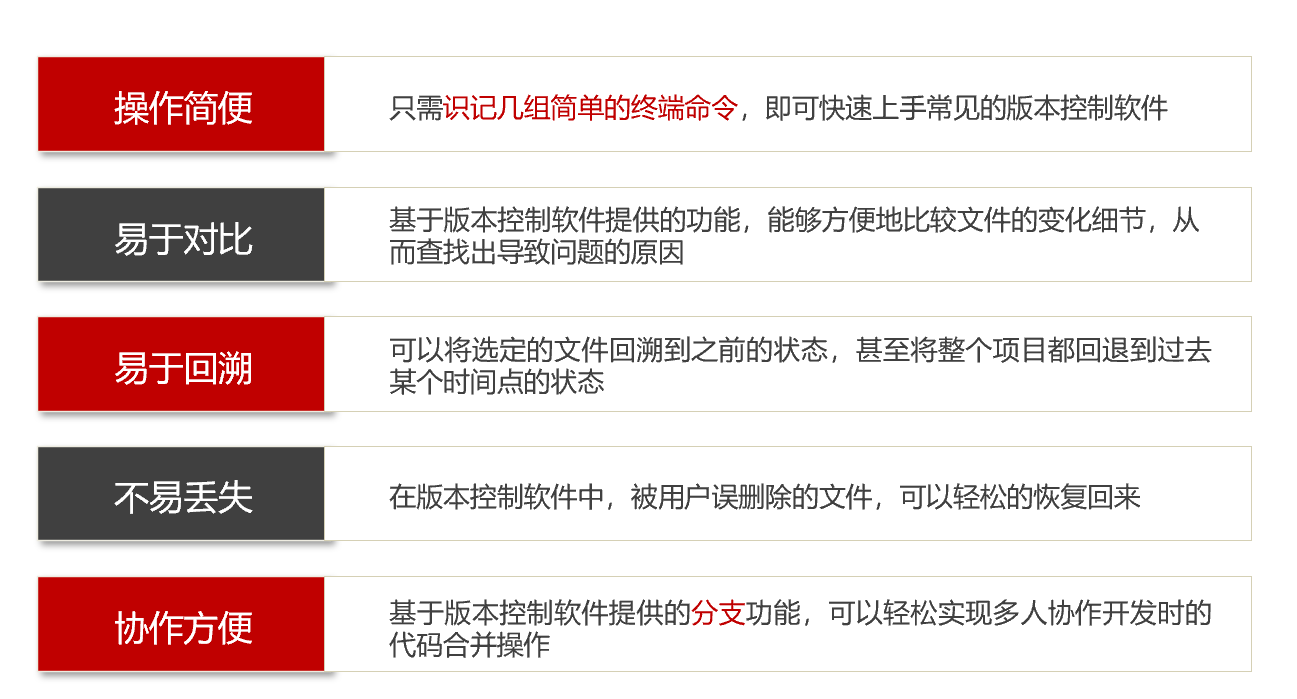 操作简便
只需识记几组简单的终端命令，即可快速上手常见的版本控制软件
易于对比
基于版本控制软件提供的功能，能够方便地比较文件的变化细节，从
而查找出导致问题的原因
易于回溯
可以将选定的文件回溯到之前的状态，甚至将整个项目都回退到过去
某个时间点的状态
不易丢失
在版本控制软件中，被用户误删除的文件，可以轻松的恢复回来
协作方便
基于版本控制软件提供的分支功能，可以轻松实现多人协作开发时的
代码合并操作